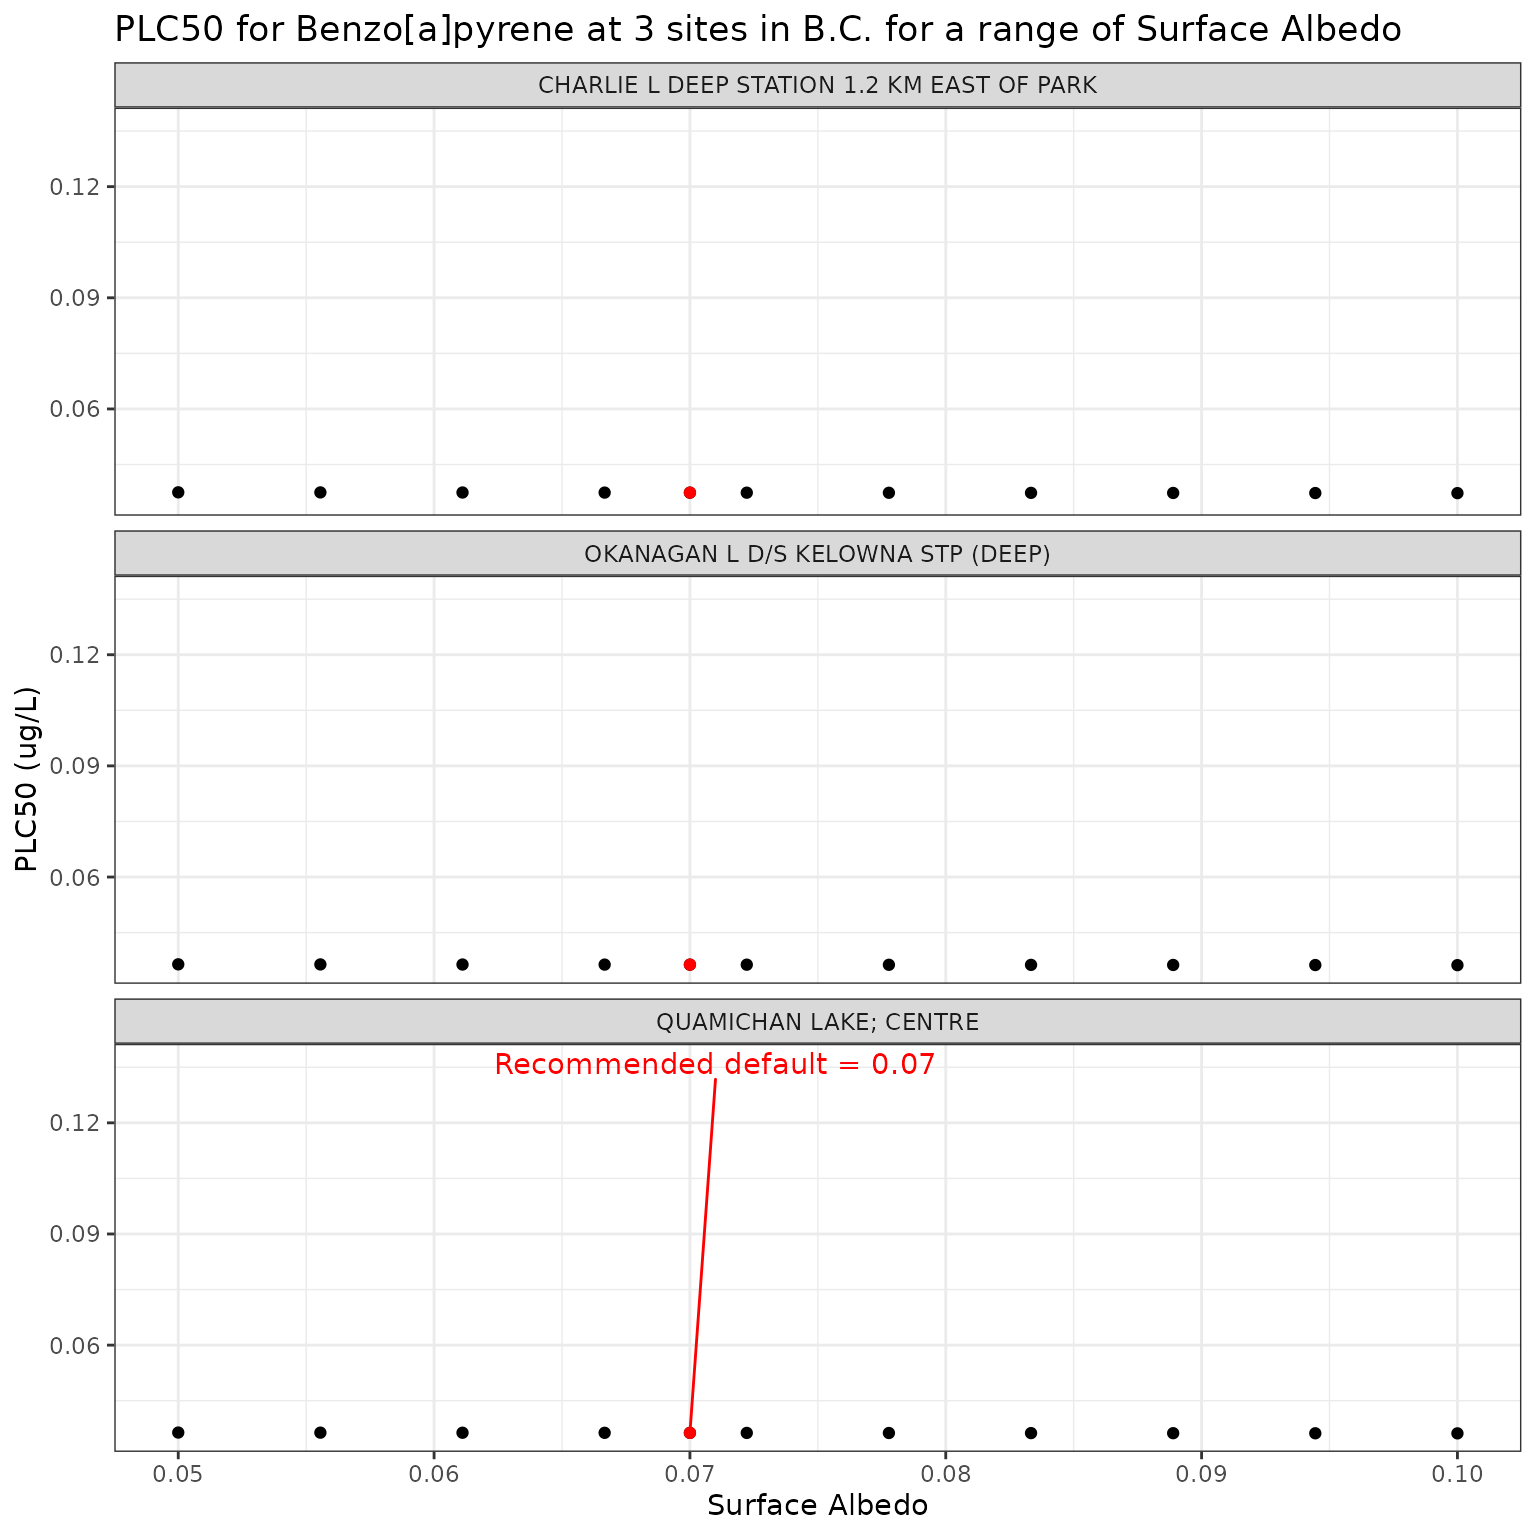 PLC50 for Benzo[a]pyrene at 3 sites in B.C. for a range of Surface Albedo
CHARLIE L DEEP STATION 1.2 KM EAST OF PARK
0.12
0.09
0.06
OKANAGAN L D/S KELOWNA STP (DEEP)
0.12
0.09
0.06
PLC50 (ug/L)
QUAMICHAN LAKE; CENTRE
Recommended default = 0.07
0.12
0.09
0.06
0.05 0.06 0.07 0.08 0.09 0.10
Surface Albedo